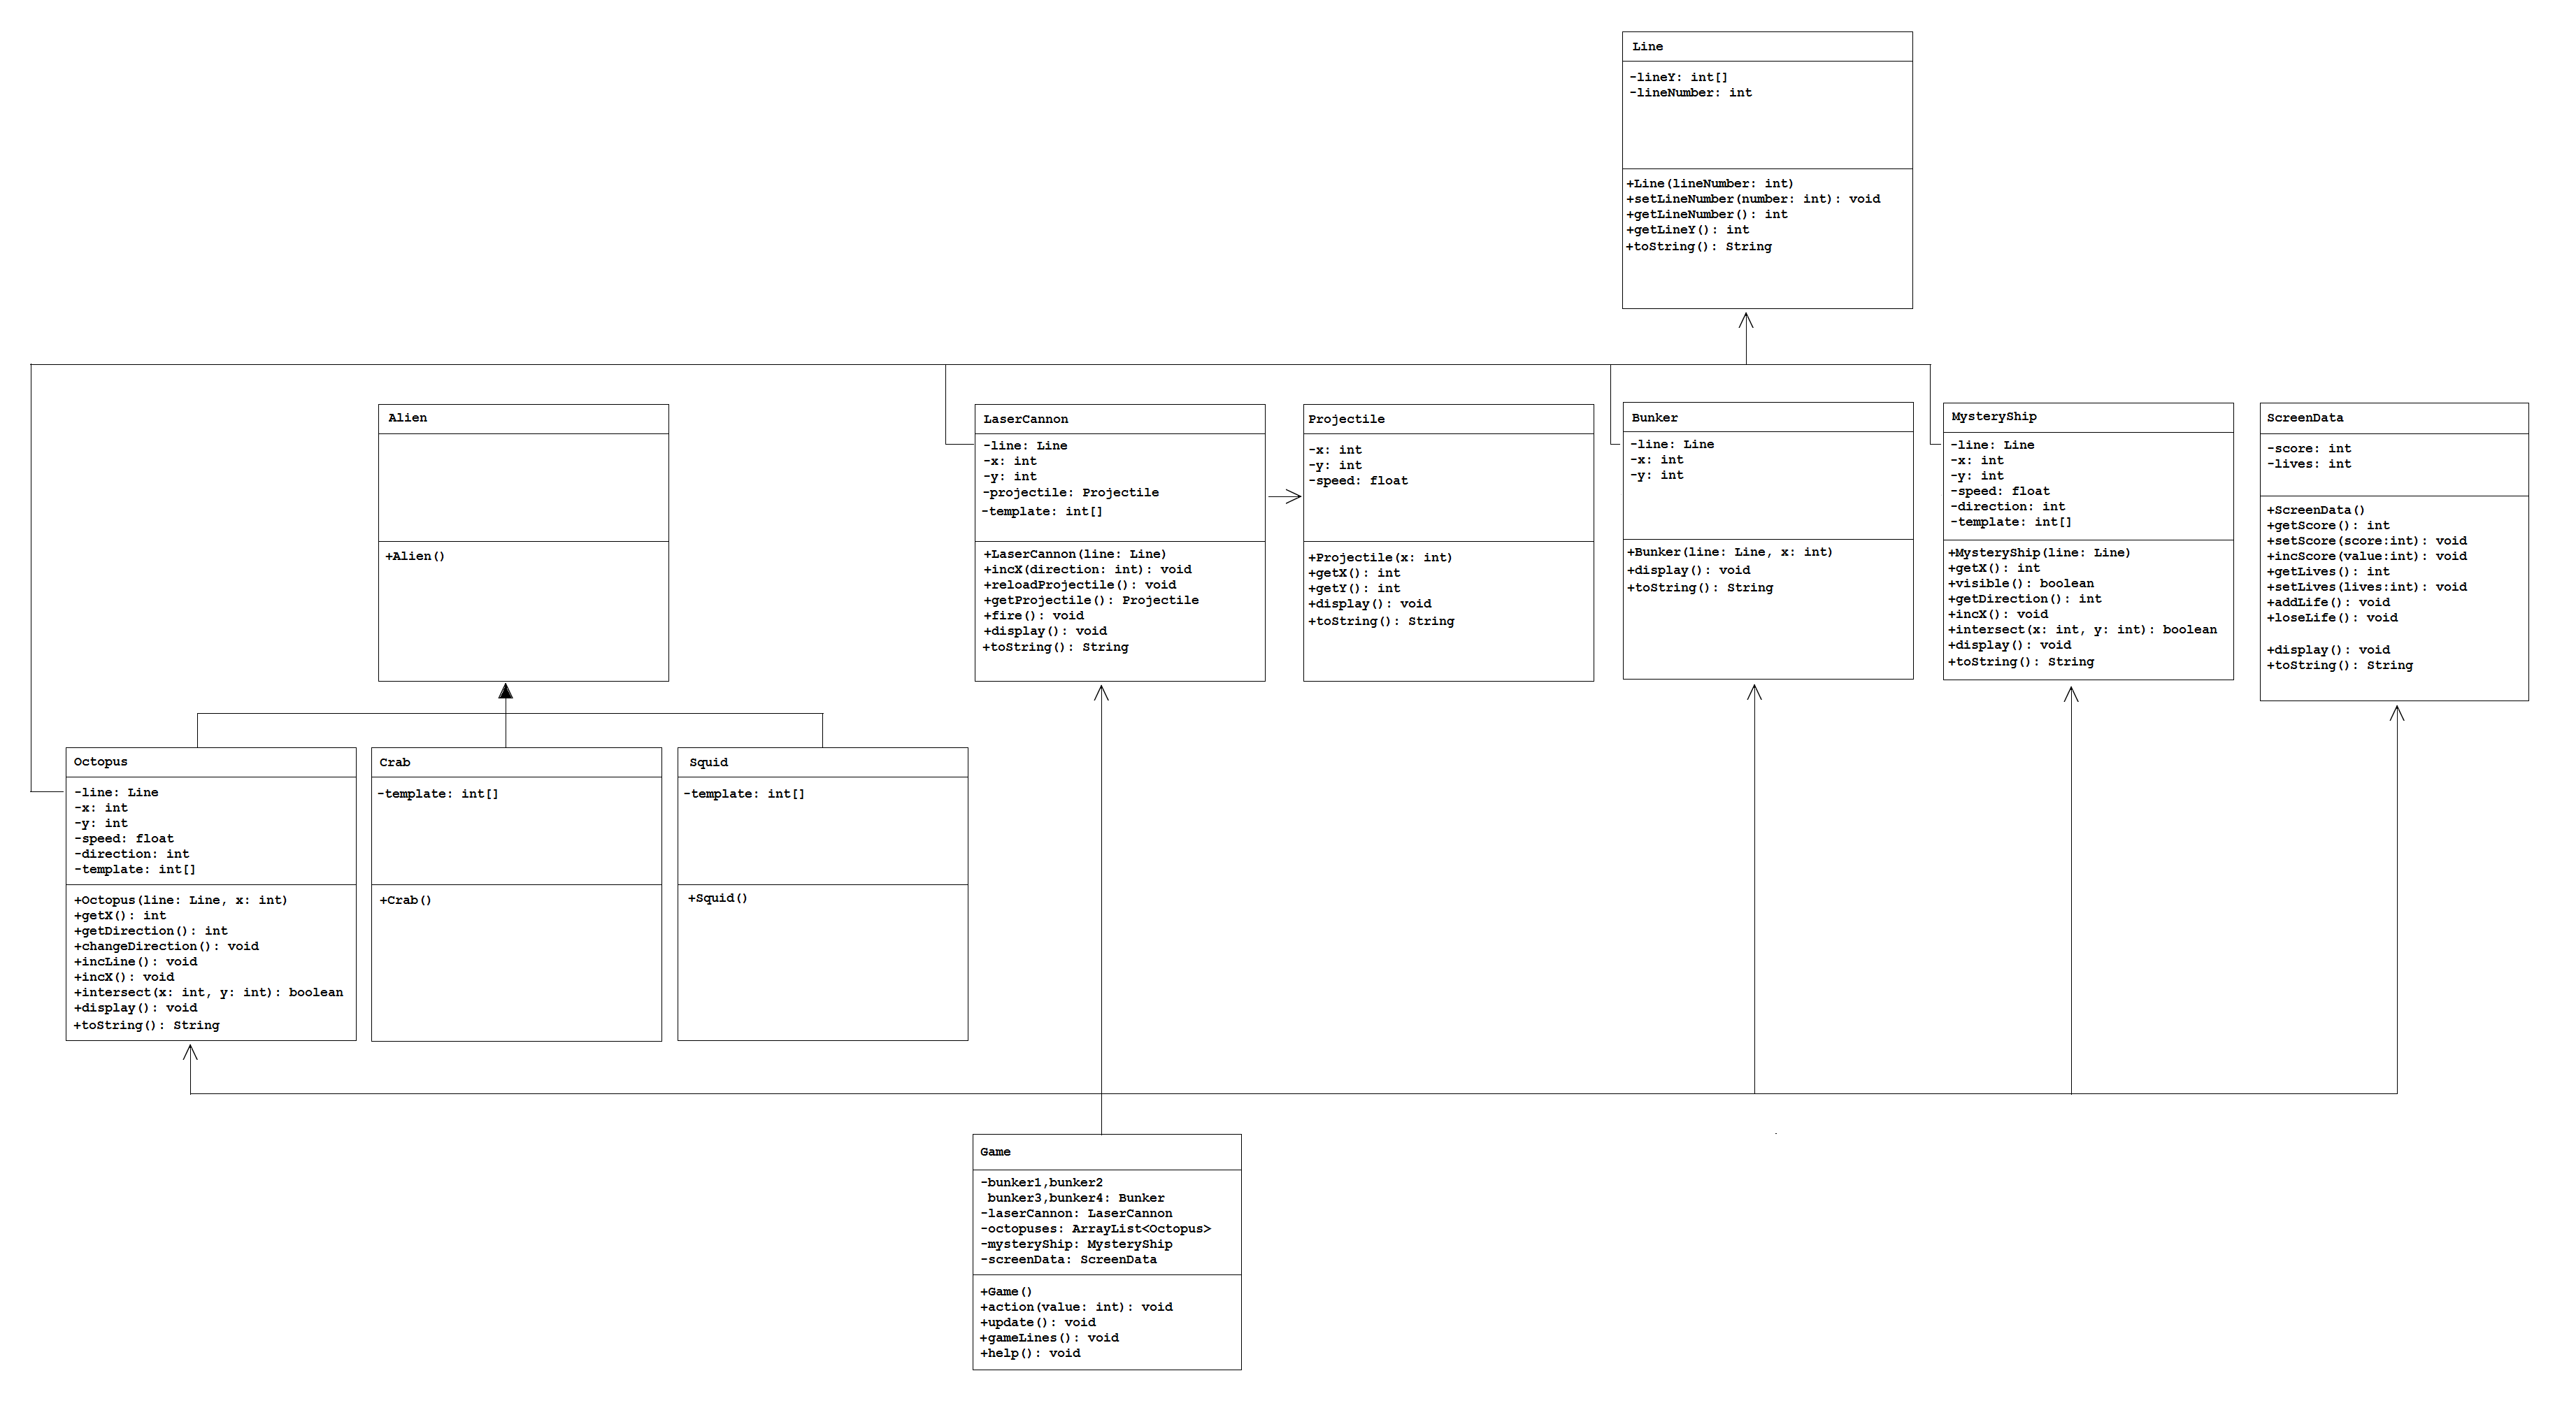 Line
-lineY: int[]
-lineNumber: int
+Line(lineNumber: int)
+setLineNumber(number: int): void
+getLineNumber(): int
+getLineY(): int
+toString(): String
Alien
+Alien()
LaserCannon
-line: Line
-x: int
-y: int
-projectile: Projectile
-template: int[]
+LaserCannon(line: Line)
+incX(direction: int): void
+reloadProjectile(): void
+getProjectile(): Projectile
+fire(): void
+display(): void
+toString(): String
Projectile
-x: int
-y: int
-speed: float
+Projectile(x: int)
+getX(): int
+getY(): int
+display(): void
+toString(): String
Bunker
-line: Line
-x: int
-y: int
+Bunker(line: Line, x: int)
+display(): void
+toString(): String
MysteryShip
-line: Line
-x: int
-y: int
-speed: float
-direction: int
-template: int[]
+MysteryShip(line: Line)
+getX(): int
+visible(): boolean
+getDirection(): int
+incX(): void
+intersect(x: int, y: int): boolean
+display(): void
+toString(): String
ScreenData
-score: int
-lives: int
+ScreenData()
+getScore(): int
+setScore(score:int): void
+incScore(value:int): void
+getLives(): int
+setLives(lives:int): void
+addLife(): void
+loseLife(): void
+display(): void
+toString(): String
Octopus
-line: Line
-x: int
-y: int
-speed: float
-direction: int
-template: int[]
+Octopus(line: Line, x: int)
+getX(): int
+getDirection(): int
+changeDirection(): void
+incLine(): void
+incX(): void
+intersect(x: int, y: int): boolean
+display(): void
+toString(): String
Crab
-template: int[]
+Crab()
Squid
-template: int[]
+Squid()
Game
-bunker1,bunker2
bunker3,bunker4: Bunker
-laserCannon: LaserCannon
-octopuses: ArrayList<Octopus>
-mysteryShip: MysteryShip
-screenData: ScreenData
+Game()
+action(value: int): void
+update(): void
+gameLines(): void
+help(): void